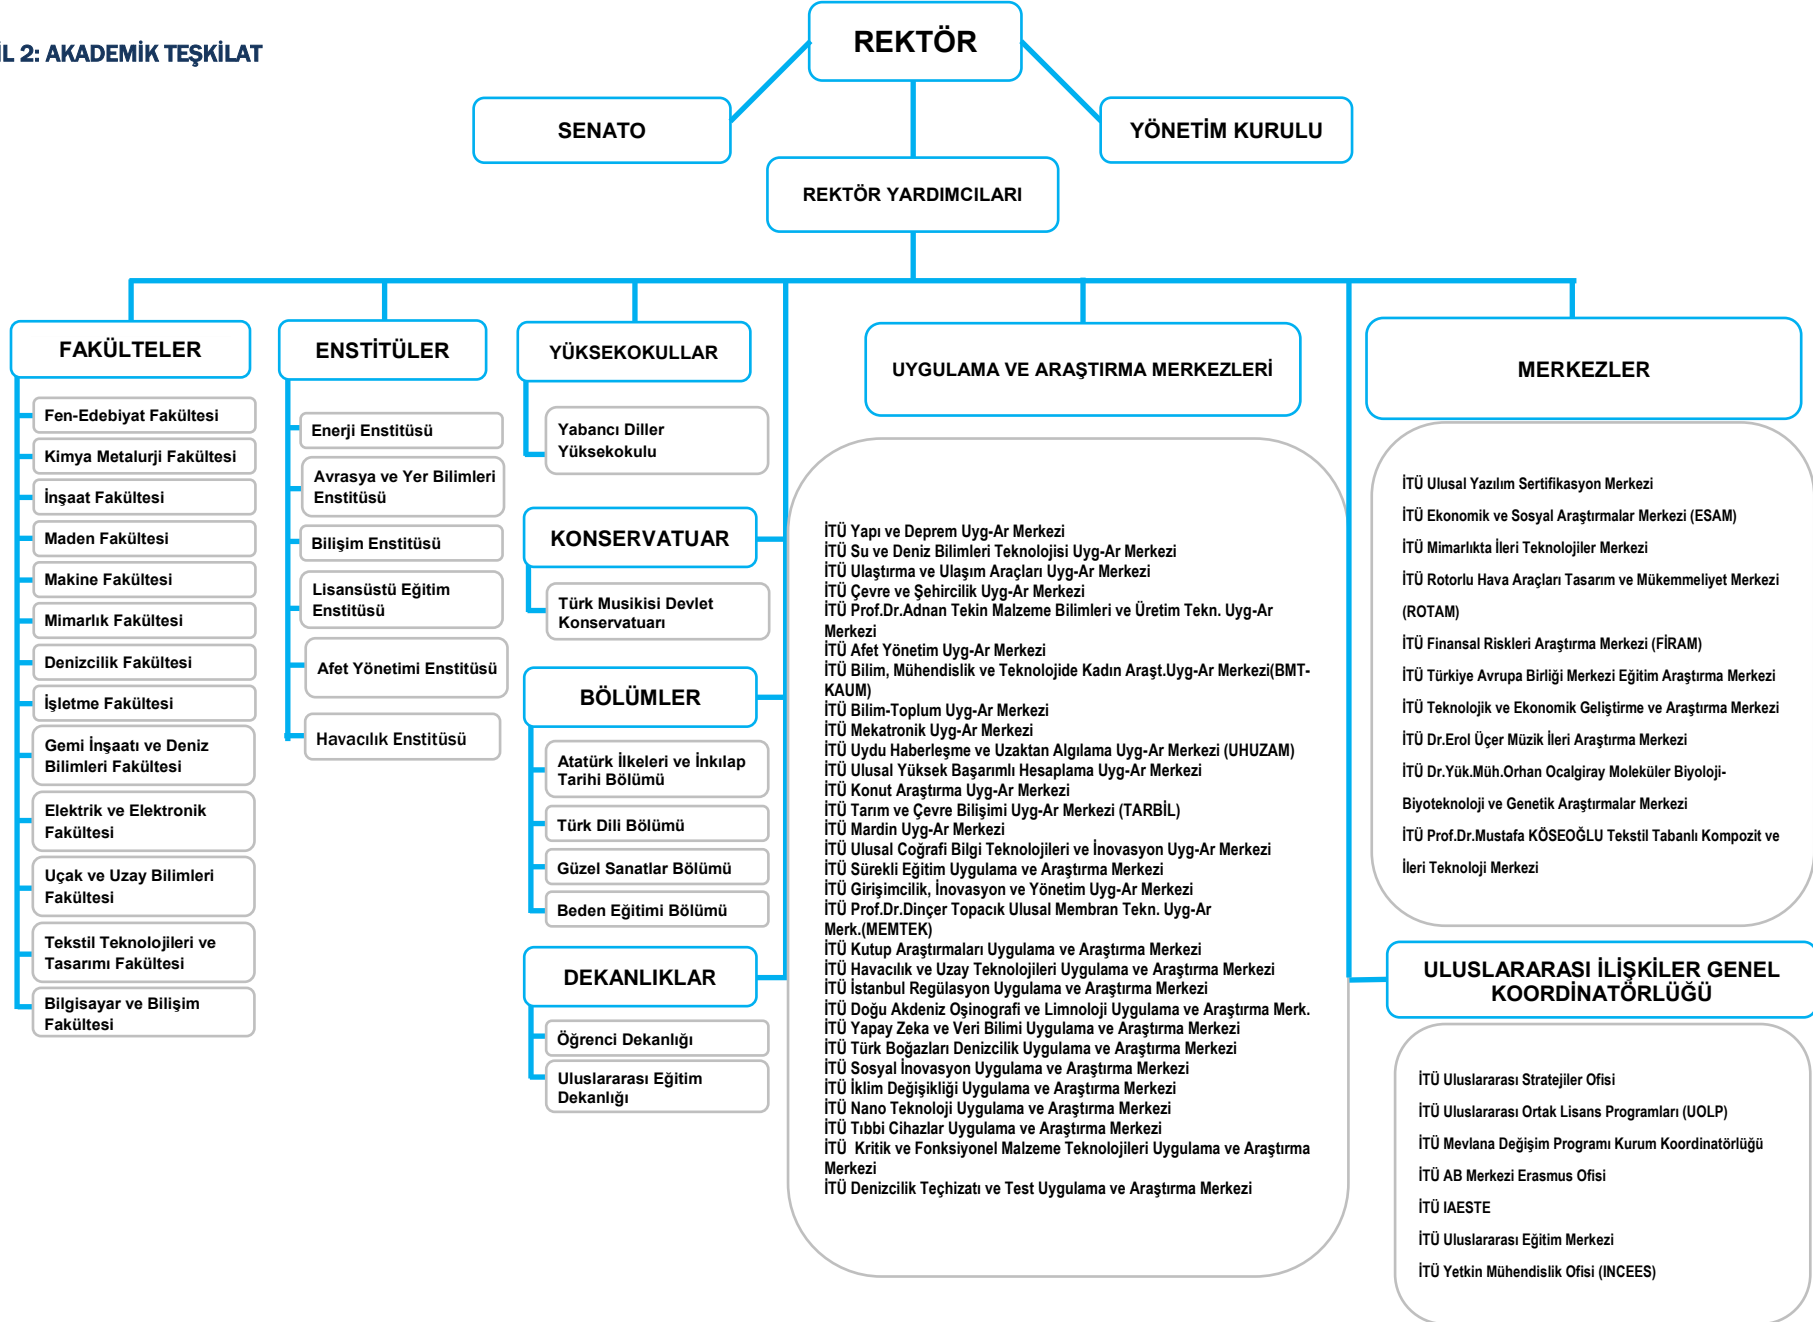 İL 2: AKADEMİK TEŞKİLAT
REKTÖR
SENATO
YÖNETİM KURULU
REKTÖR YARDIMCILARI
FAKÜLTELER
Fen-Edebiyat Fakültesi
Kimya Metalurji Fakültesi
İnşaat Fakültesi
Maden Fakültesi
Makine Fakültesi
Mimarlık Fakültesi
Denizcilik Fakültesi
İşletme Fakültesi
Gemi İnşaatı ve Deniz
Bilimleri Fakültesi
Elektrik ve Elektronik
Fakültesi
Uçak ve Uzay Bilimleri
Fakültesi
Tekstil Teknolojileri ve
Tasarımı Fakültesi
Bilgisayar ve Bilişim
Fakültesi
ENSTİTÜLER
Enerji Enstitüsü
Avrasya ve Yer Bilimleri
Enstitüsü
Bilişim Enstitüsü
Lisansüstü Eğitim
Enstitüsü
Afet Yönetimi Enstitüsü
Havacılık Enstitüsü
YÜKSEKOKULLAR
Yabancı Diller
Yüksekokulu
KONSERVATUAR
Türk Musikisi Devlet
Konservatuarı
BÖLÜMLER
Atatürk İlkeleri ve İnkılap
Tarihi Bölümü
Türk Dili Bölümü
Güzel Sanatlar Bölümü
Beden Eğitimi Bölümü
DEKANLIKLAR
Öğrenci Dekanlığı
Uluslararası Eğitim
Dekanlığı
UYGULAMA VE ARAŞTIRMA MERKEZLERİ
İTÜ Yapı ve Deprem Uyg-Ar Merkezi
İTÜ Su ve Deniz Bilimleri Teknolojisi Uyg-Ar Merkezi
İTÜ Ulaştırma ve Ulaşım Araçları Uyg-Ar Merkezi
İTÜ Çevre ve Şehircilik Uyg-Ar Merkezi
İTÜ Prof.Dr.Adnan Tekin Malzeme Bilimleri ve Üretim Tekn. Uyg-Ar
Merkezi
İTÜ Afet Yönetim Uyg-Ar Merkezi
İTÜ Bilim, Mühendislik ve Teknolojide Kadın Araşt.Uyg-Ar Merkezi(BMT-
KAUM)
İTÜ Bilim-Toplum Uyg-Ar Merkezi
İTÜ Mekatronik Uyg-Ar Merkezi
İTÜ Uydu Haberleşme ve Uzaktan Algılama Uyg-Ar Merkezi (UHUZAM)
İTÜ Ulusal Yüksek Başarımlı Hesaplama Uyg-Ar Merkezi
İTÜ Konut Araştırma Uyg-Ar Merkezi
İTÜ Tarım ve Çevre Bilişimi Uyg-Ar Merkezi (TARBİL)
İTÜ Mardin Uyg-Ar Merkezi
İTÜ Ulusal Coğrafi Bilgi Teknolojileri ve İnovasyon Uyg-Ar Merkezi
İTÜ Sürekli Eğitim Uygulama ve Araştırma Merkezi
İTÜ Girişimcilik, İnovasyon ve Yönetim Uyg-Ar Merkezi
İTÜ Prof.Dr.Dinçer Topacık Ulusal Membran Tekn. Uyg-Ar
Merk.(MEMTEK)
İTÜ Kutup Araştırmaları Uygulama ve Araştırma Merkezi
İTÜ Havacılık ve Uzay Teknolojileri Uygulama ve Araştırma Merkezi
İTÜ İstanbul Regülasyon Uygulama ve Araştırma Merkezi
İTÜ Doğu Akdeniz Oşinografi ve Limnoloji Uygulama ve Araştırma Merk.
İTÜ Yapay Zeka ve Veri Bilimi Uygulama ve Araştırma Merkezi
İTÜ Türk Boğazları Denizcilik Uygulama ve Araştırma Merkezi
İTÜ Sosyal İnovasyon Uygulama ve Araştırma Merkezi
İTÜ İklim Değişikliği Uygulama ve Araştırma Merkezi
İTÜ Nano Teknoloji Uygulama ve Araştırma Merkezi
İTÜ Tıbbi Cihazlar Uygulama ve Araştırma Merkezi
İTÜ  Kritik ve Fonksiyonel Malzeme Teknolojileri Uygulama ve Araştırma
Merkezi
İTÜ Denizcilik Teçhizatı ve Test Uygulama ve Araştırma Merkezi
MERKEZLER
İTÜ Ulusal Yazılım Sertifikasyon Merkezi
İTÜ Ekonomik ve Sosyal Araştırmalar Merkezi (ESAM)
İTÜ Mimarlıkta İleri Teknolojiler Merkezi
İTÜ Rotorlu Hava Araçları Tasarım ve Mükemmeliyet Merkezi
(ROTAM)
İTÜ Finansal Riskleri Araştırma Merkezi (FİRAM)
İTÜ Türkiye Avrupa Birliği Merkezi Eğitim Araştırma Merkezi
İTÜ Teknolojik ve Ekonomik Geliştirme ve Araştırma Merkezi
İTÜ Dr.Erol Üçer Müzik İleri Araştırma Merkezi
İTÜ Dr.Yük.Müh.Orhan Ocalgiray Moleküler Biyoloji-
Biyoteknoloji ve Genetik Araştırmalar Merkezi
İTÜ Prof.Dr.Mustafa KÖSEOĞLU Tekstil Tabanlı Kompozit ve
İleri Teknoloji Merkezi
ULUSLARARASI İLİŞKİLER GENEL
KOORDİNATÖRLÜĞÜ
İTÜ Uluslararası Stratejiler Ofisi
İTÜ Uluslararası Ortak Lisans Programları (UOLP)
İTÜ Mevlana Değişim Programı Kurum Koordinatörlüğü
İTÜ AB Merkezi Erasmus Ofisi
İTÜ IAESTE
İTÜ Uluslararası Eğitim Merkezi
İTÜ Yetkin Mühendislik Ofisi (INCEES)